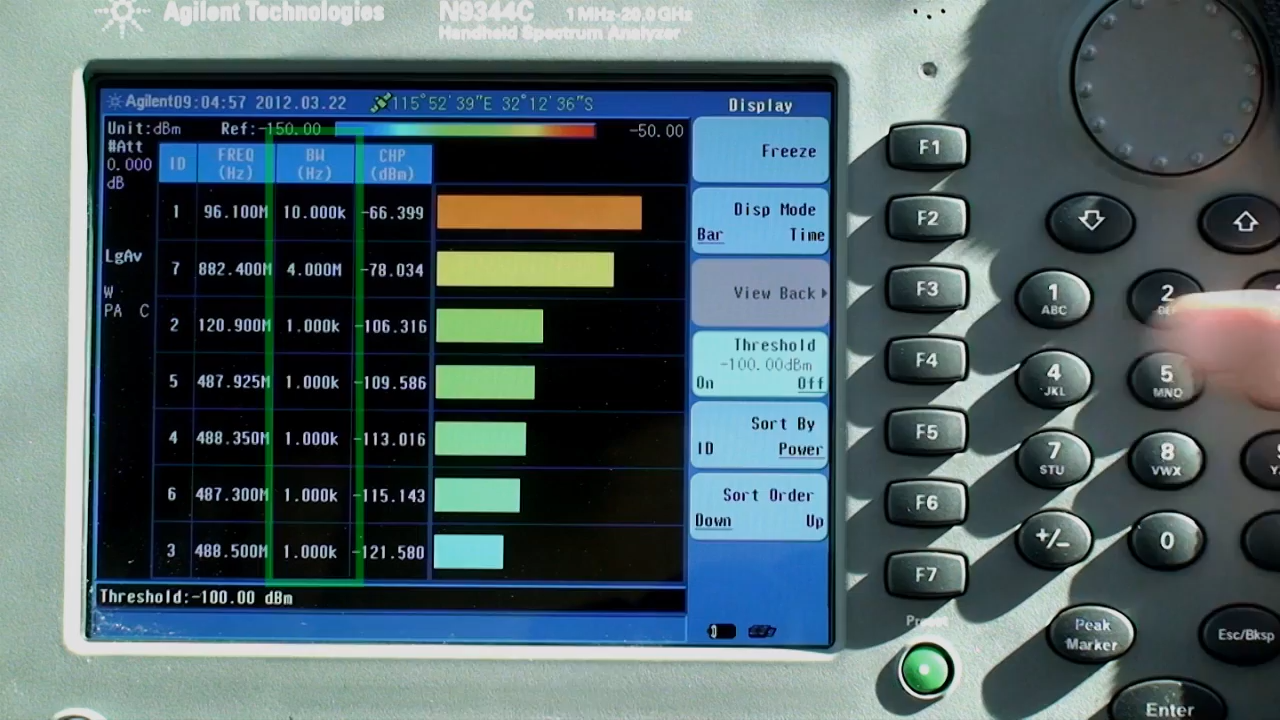 Agilent Technologies
N9344C 1 MHz-20.0 GHz
Handheld Spectrum Analyzer
Agilent 09:04:57 2012.03.22 115°52'39"E 32°12'36"S
Display
Unit:dBm Ref:-150.00 -50.00
#Att
0.000
dB
LgAv
W
PA C
ID FREQ (Hz) BW (Hz) CHP (dBm)
1 96.100M 10.000k -66.399
7 882.400M 4.000M -78.034
2 120.900M 1.000k -106.316
5 487.925M 1.000k -109.586
4 488.350M 1.000k -113.016
6 487.300M 1.000k -115.143
3 488.500M 1.000k -121.580
Threshold:-100.00 dBm
Freeze
Disp Mode
Bar Time
View Back
Threshold
-100.00dBm
On Off
Sort By
ID Power
Sort Order
Down Up
F1
F2
F3
F4
F5
F6
F7
1
ABC
2
4
JKL
5
MNO
7
STU
8
VWX
+/-
0
Peak
Marker
Esc/Bksp
Enter